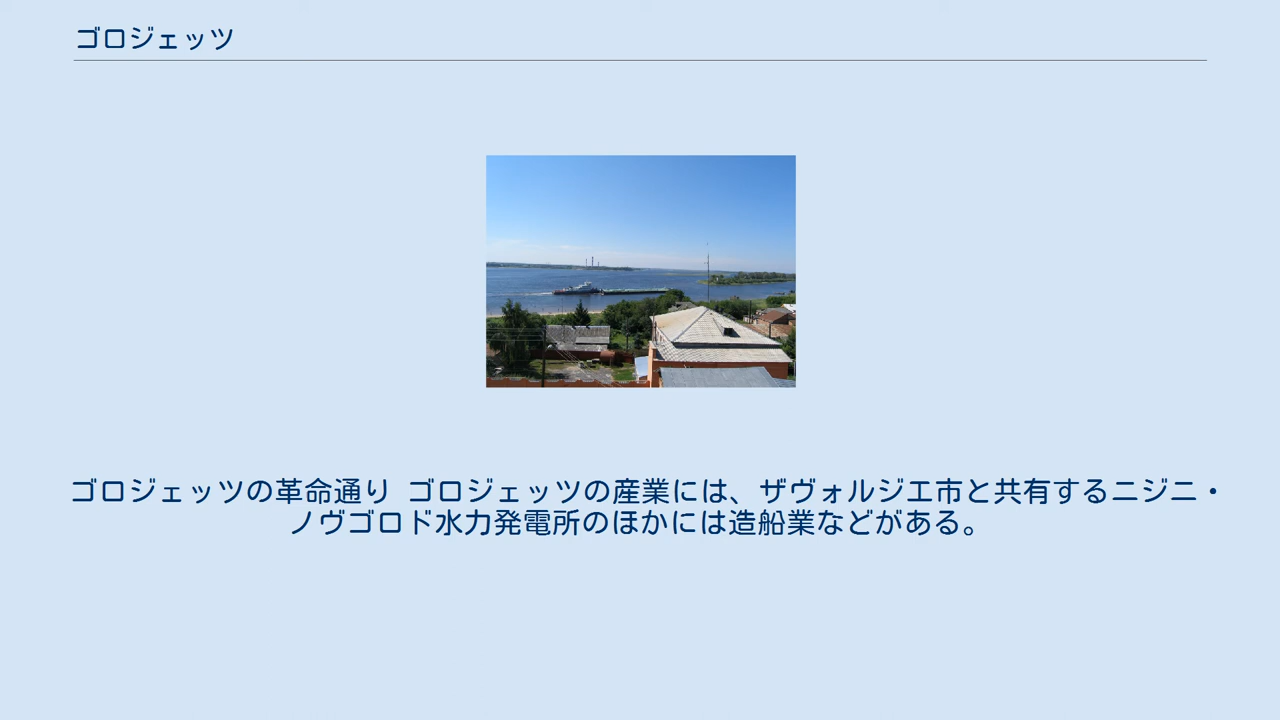 ゴロジェッツ
ゴロジェッツの革命通り ゴロジェッツの産業には、ザヴォルジエ市と共有するニジニ・
ノヴゴロド水力発電所のほかには造船業などがある。